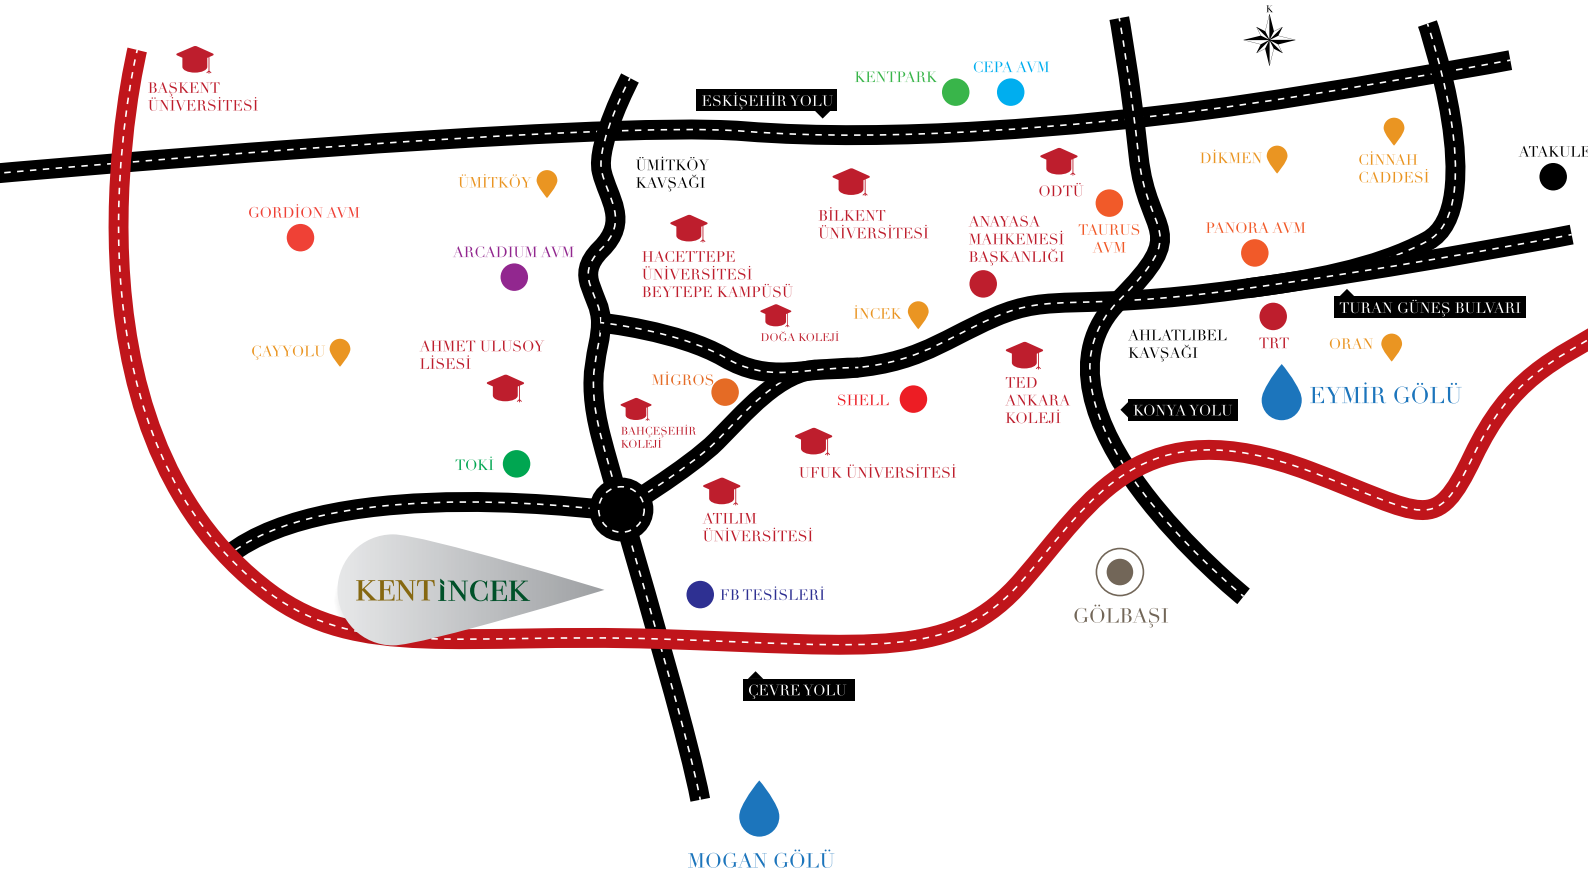 K
BAŞKENT
ÜNİVERSİTESİ
KENTPARK
CEPA AVM
ESKİŞEHİR YOLU
ÜMİTKÖY
KAVŞAĞI
ÜMİTKÖY
GORDİON AVM
ARCADIUM AVM
HACETTEPE
ÜNİVERSİTESİ
BEYTEPE KAMPÜSÜ
BİLKENT
ÜNİVERSİTESİ
ODTÜ
ANAYASA
MAHKEMESİ
BAŞKANLIĞI
TAURUS
AVM
DİKMEN
CİNNAH
CADDESİ
ATAKULE
PANORA AVM
TURAN GÜNEŞ BULVARI
DOĞA KOLEJİ
İNCEK
AHLATLIBEL
KAVŞAĞI
TRT
ORAN
EYMİR GÖLÜ
ÇAYYOLU
AHMET ULUSOY
LİSESİ
MİGROS
BAHÇEŞEHİR
KOLEJİ
SHELL
TED
ANKARA
KOLEJİ
KONYA YOLU
TOKİ
UFUK ÜNİVERSİTESİ
ATILIM
ÜNİVERSİTESİ
KENTİNCEK
FB TESİSLERİ
GÖLBAŞI
ÇEVRE YOLU
MOGAN GÖLÜ